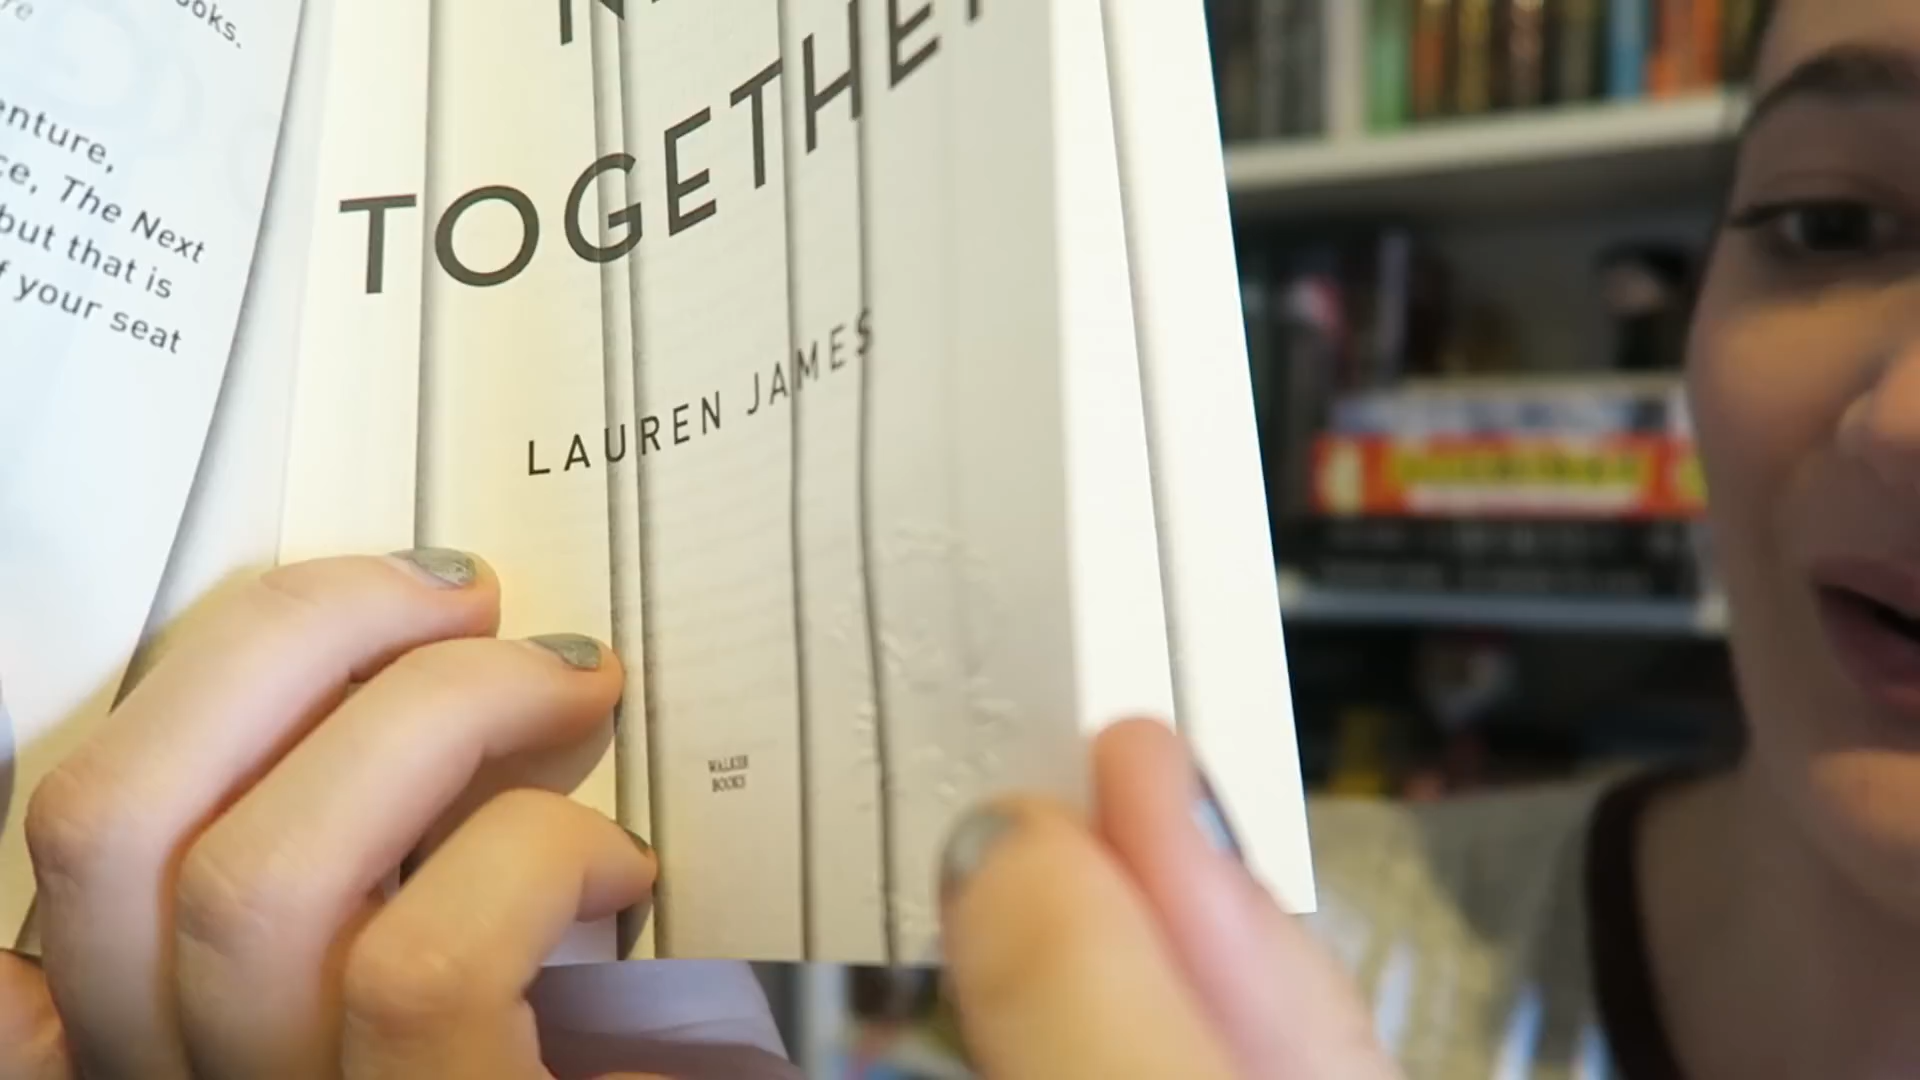 ooks.
enture,
ce, The Next
but that is
f your seat
TOGETHE
LAUREN JAMES
WALKER
BOOKS